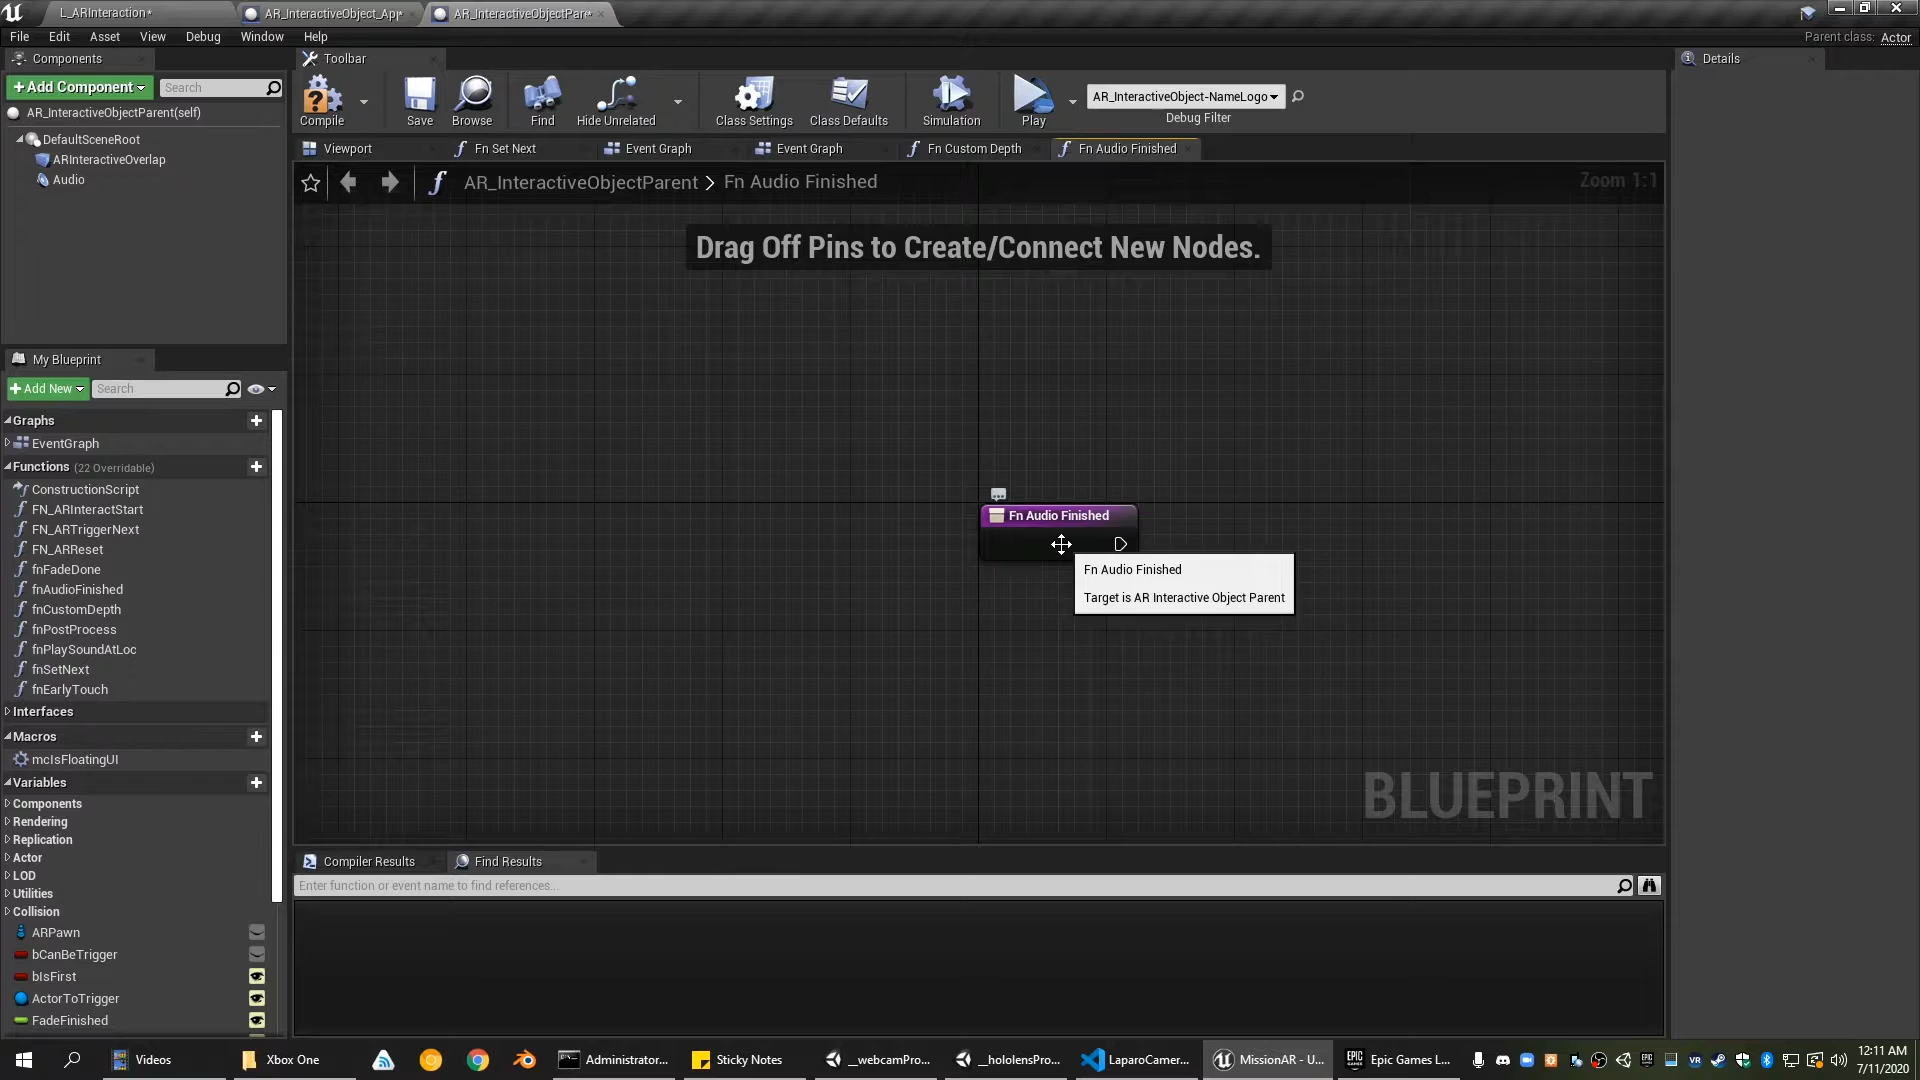 L_ARInteraction*
AR_InteractiveObject_App*
AR_InteractiveObjectPare*
File Edit Asset View Debug Window Help
Parent class: Actor
Components
Toolbar
Details
+Add Component
Search
AR_InteractiveObjectParent(self)
DefaultSceneRoot
ARInteractiveOverlap
Audio
Compile
Save
Browse
Find
Hide Unrelated
Class Settings
Class Defaults
Simulation
Play
AR_InteractiveObject-NameLogo
Debug Filter
Viewport
Fn Set Next
Event Graph
Event Graph
Fn Custom Depth
Fn Audio Finished
AR_InteractiveObjectParent > Fn Audio Finished
Zoom 1:1
Drag Off Pins to Create/Connect New Nodes.
Fn Audio Finished
Fn Audio Finished
Target is AR Interactive Object Parent
BLUEPRINT
My Blueprint
+Add New
Search
Graphs
EventGraph
Functions (22 Overridable)
ConstructionScript
FN_ARInteractStart
FN_ARTriggerNext
FN_ARReset
fnFadeDone
fnAudioFinished
fnCustomDepth
fnPostProcess
fnPlaySoundAtLoc
fnSetNext
fnEarlyTouch
Interfaces
Macros
mcIsFloatingUI
Variables
Components
Rendering
Replication
Actor
LOD
Utilities
Collision
ARPawn
bCanBeTrigger
bIsFirst
ActorToTrigger
FadeFinished
Compiler Results
Find Results
Enter function or event name to find references...
Videos
Xbox One
Administrator...
Sticky Notes
__webcamPro...
__hololensPro...
LaparoCamer...
MissionAR - U...
Epic Games L...
12:11 AM
7/11/2020